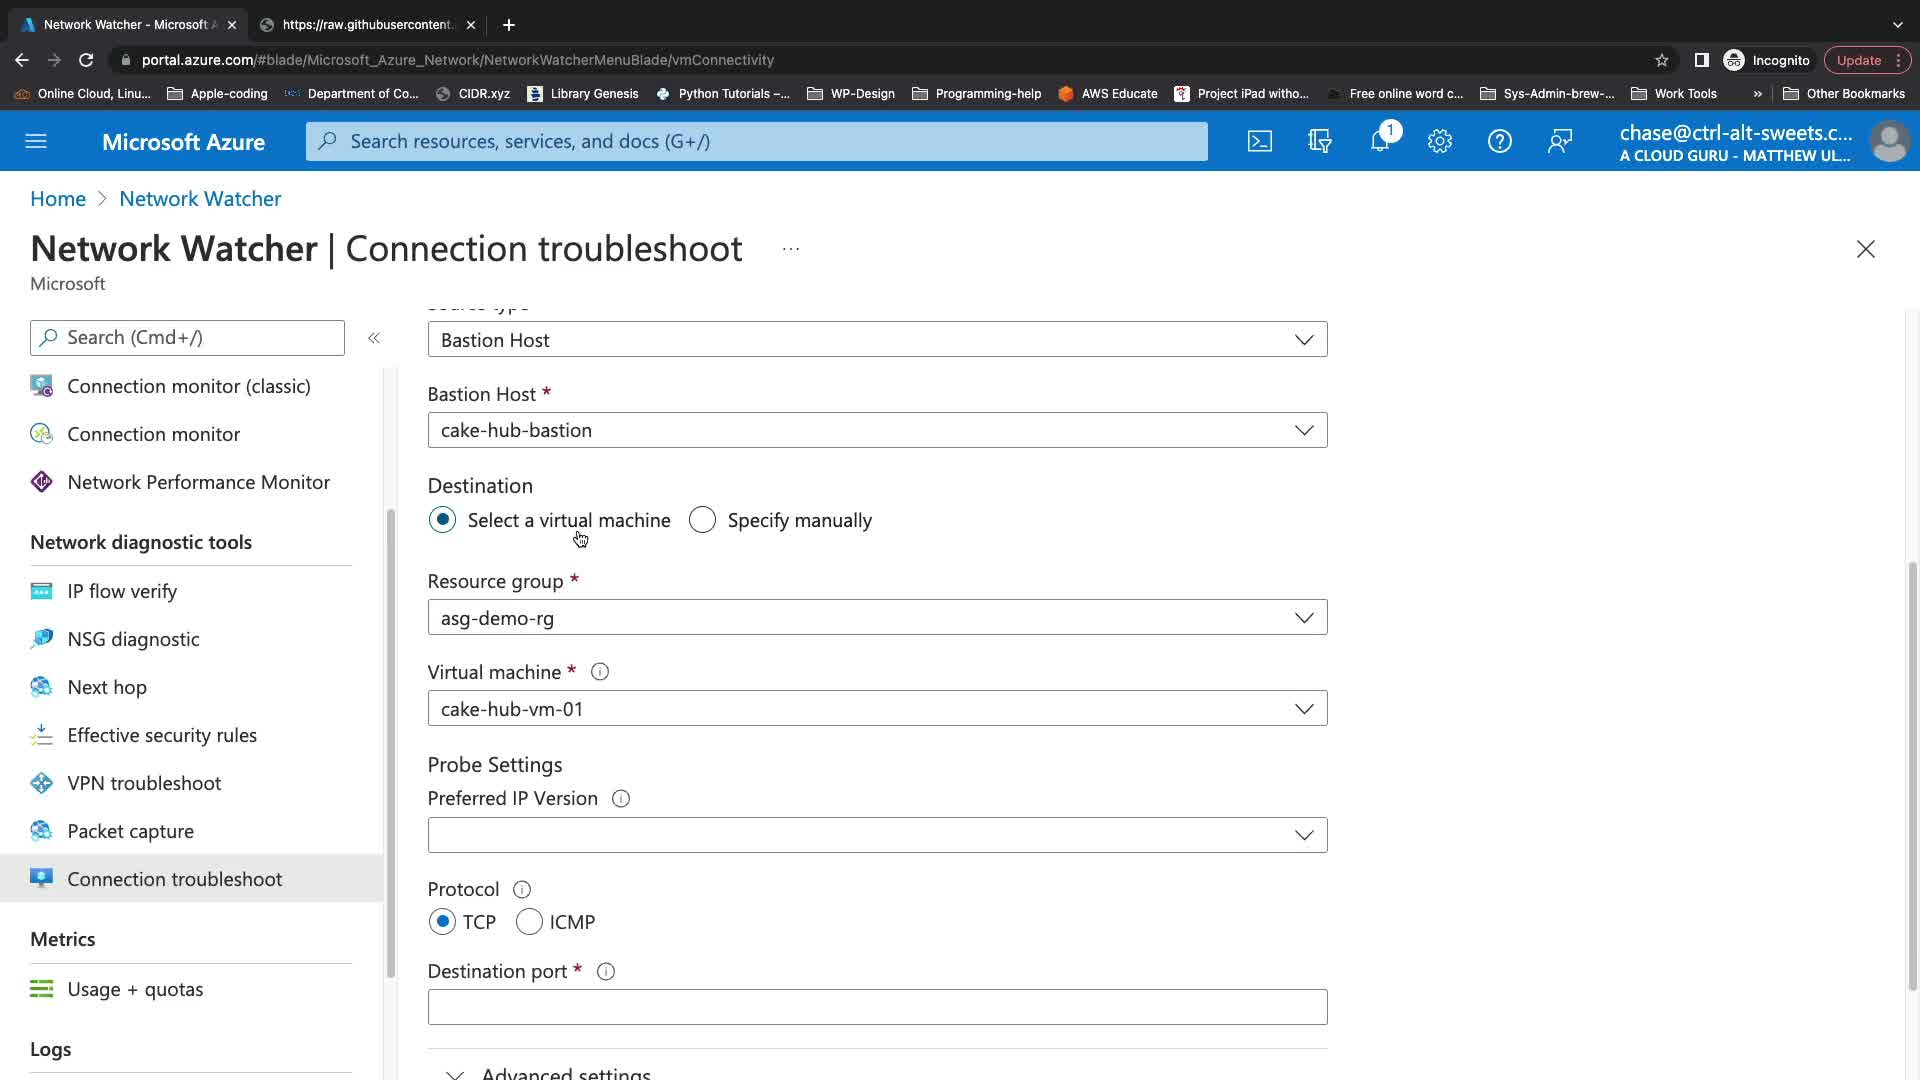 Network Watcher - Microsoft A
https://raw.githubusercontent.
portal.azure.com/#blade/Microsoft_Azure_Network/NetworkWatcherMenuBlade/vmConnectivity
Incognito
Update
Online Cloud, Linu...
Apple-coding
Department of Co...
CIDR.xyz
Library Genesis
Python Tutorials –...
WP-Design
Programming-help
AWS Educate
Project iPad witho...
Free online word c...
Sys-Admin-brew-...
Work Tools
»
Other Bookmarks
Microsoft Azure
Search resources, services, and docs (G+/)
1
chase@ctrl-alt-sweets.c...
A CLOUD GURU - MATTHEW UL...
Home > Network Watcher
Network Watcher | Connection troubleshoot ...
Microsoft
Search (Cmd+/)
«
Connection monitor (classic)
Connection monitor
Network Performance Monitor
Network diagnostic tools
IP flow verify
NSG diagnostic
Next hop
Effective security rules
VPN troubleshoot
Packet capture
Connection troubleshoot
Metrics
Usage + quotas
Logs
Bastion Host
Bastion Host *
cake-hub-bastion
Destination
Select a virtual machine
Specify manually
Resource group *
asg-demo-rg
Virtual machine *
cake-hub-vm-01
Probe Settings
Preferred IP Version
Protocol
TCP
ICMP
Destination port *
Advanced settings